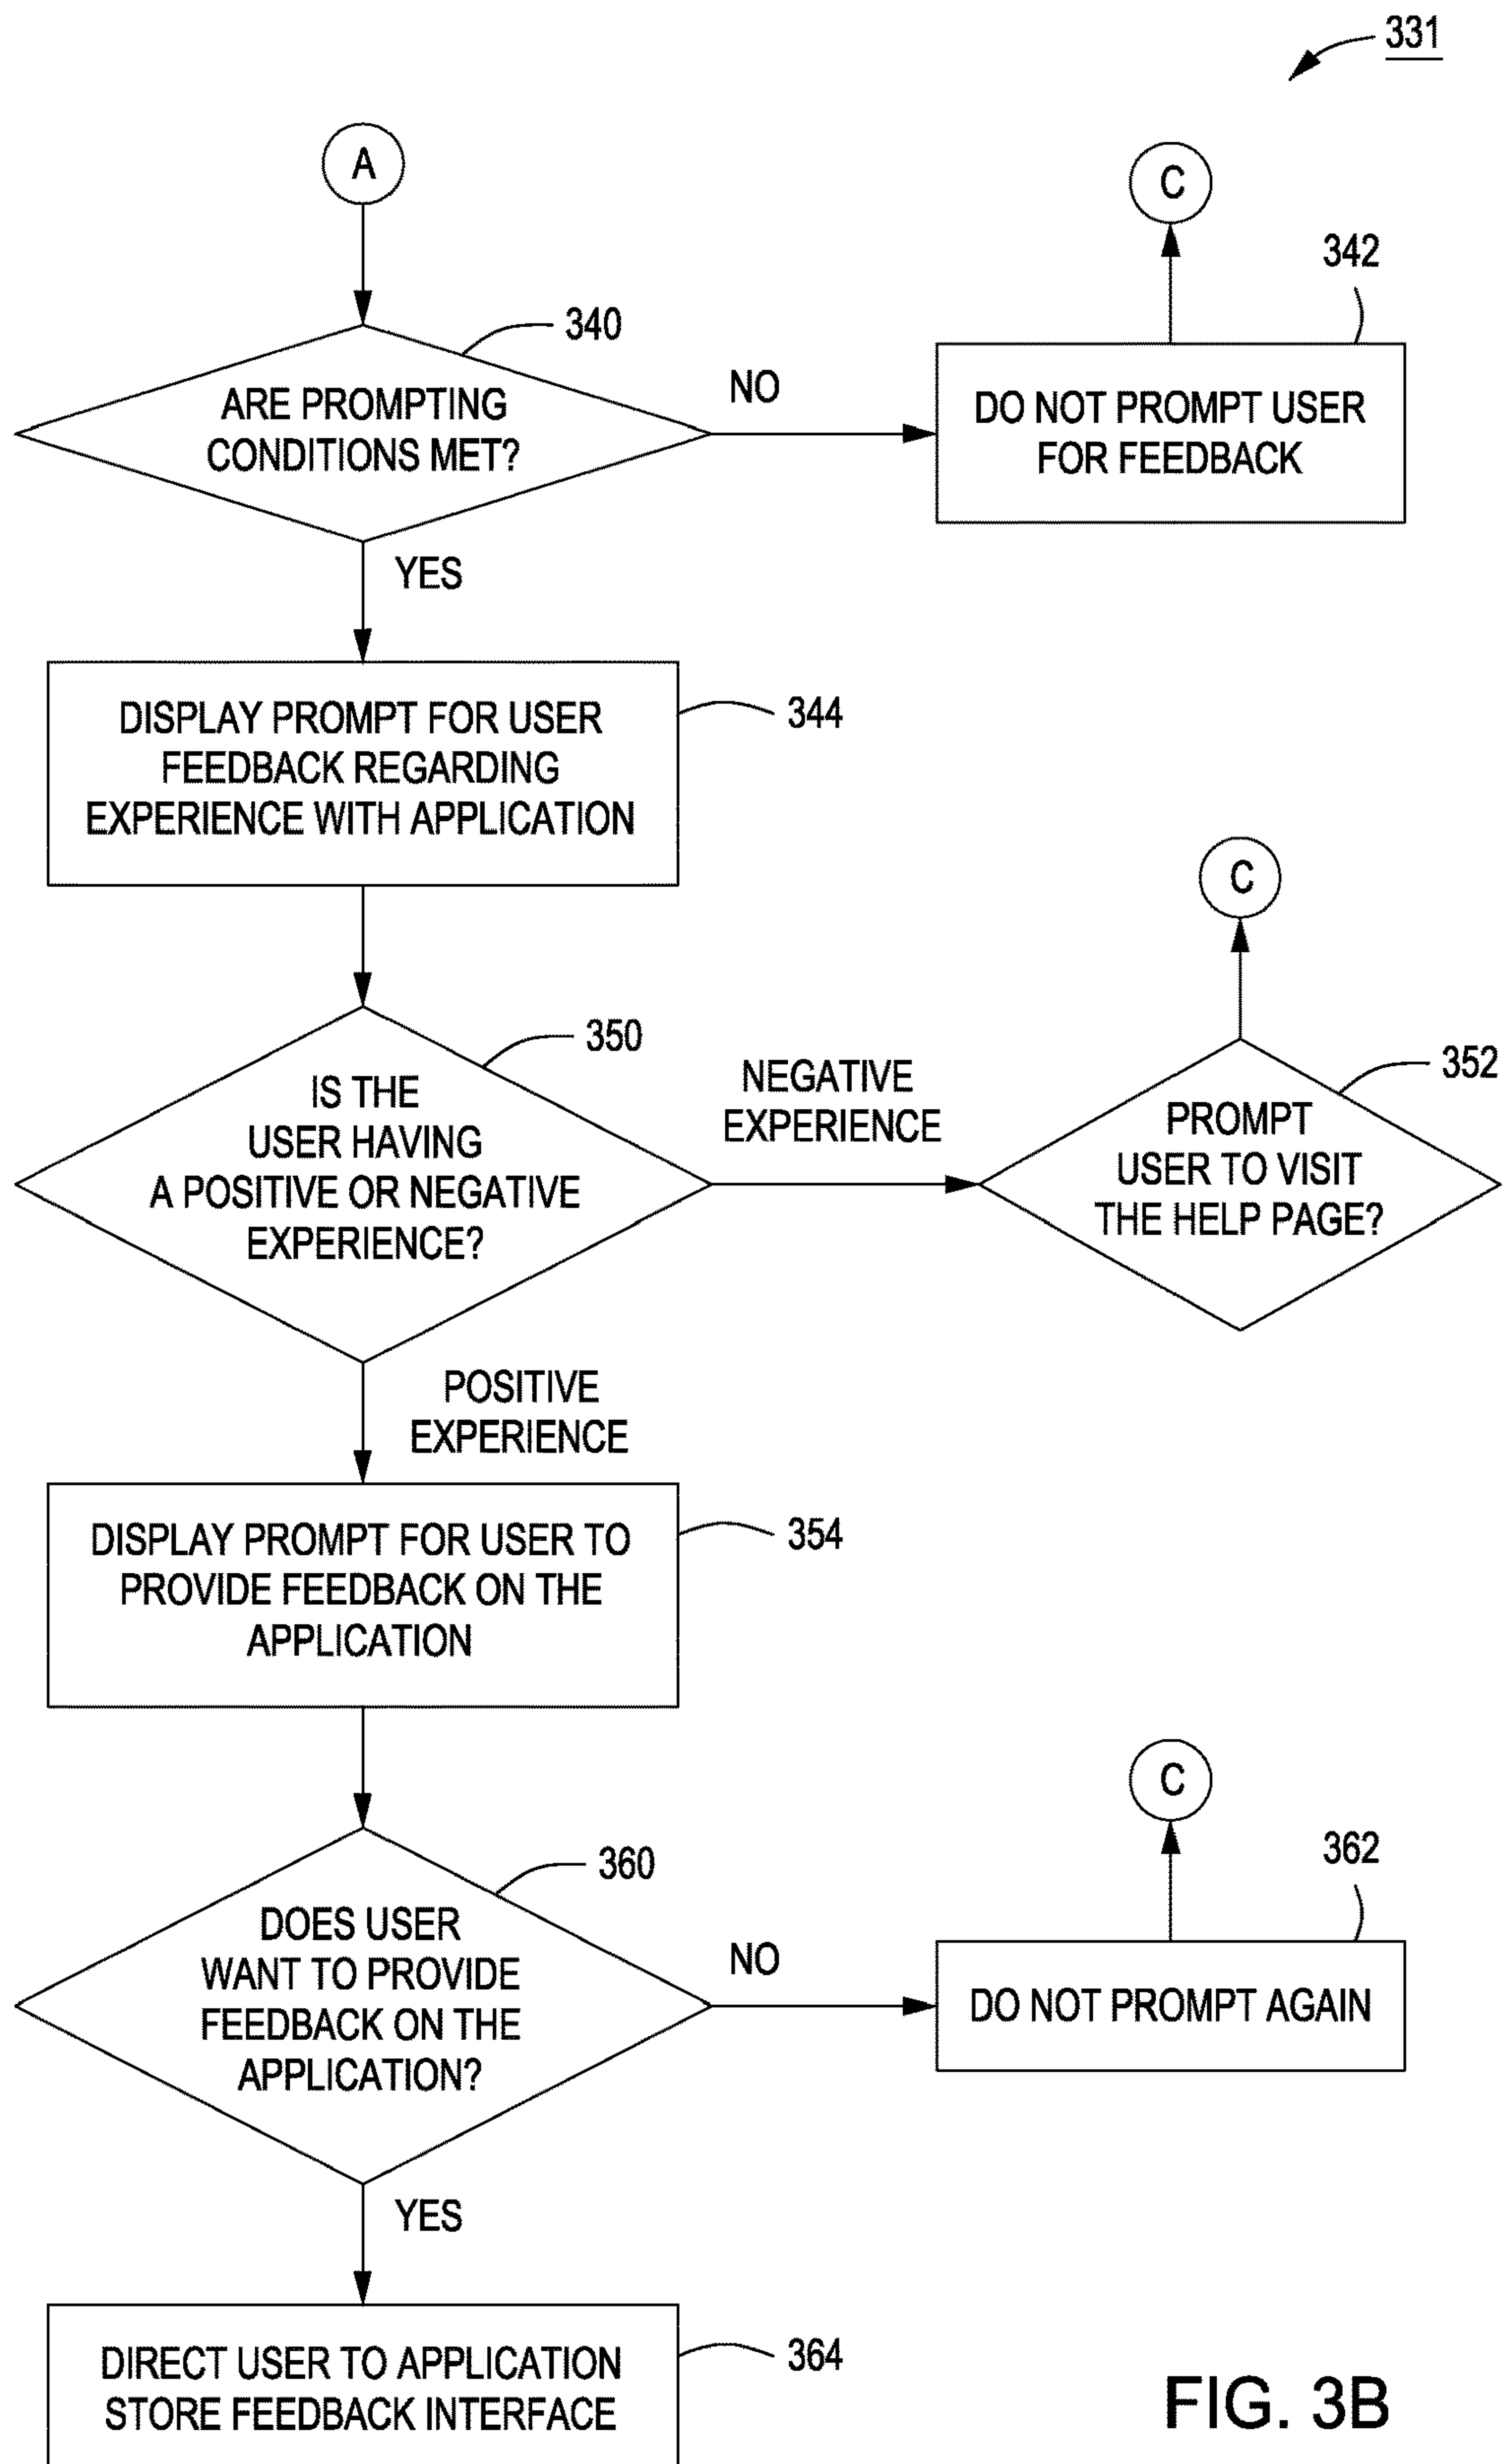 331
A
C
342
340
ARE PROMPTING
CONDITIONS MET?
NO
DO NOT PROMPT USER
FOR FEEDBACK
YES
DISPLAY PROMPT FOR USER
FEEDBACK REGARDING
EXPERIENCE WITH APPLICATION
344
C
350
IS THE
USER HAVING
A POSITIVE OR NEGATIVE
EXPERIENCE?
NEGATIVE
EXPERIENCE
352
PROMPT
USER TO VISIT
THE HELP PAGE?
POSITIVE
EXPERIENCE
DISPLAY PROMPT FOR USER TO
PROVIDE FEEDBACK ON THE
APPLICATION
354
C
362
360
DOES USER
WANT TO PROVIDE
FEEDBACK ON THE
APPLICATION?
NO
DO NOT PROMPT AGAIN
YES
DIRECT USER TO APPLICATION
STORE FEEDBACK INTERFACE
364
FIG. 3B